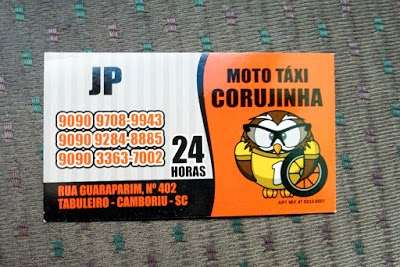 JP
9090 9708-9943
9090 9284-8885
9090 3363-7002
24
HORAS
RUA GUARAPARIM, Nº 402
TABULEIRO - CAMBORIU - SC
MOTO TÁXI
CORUJINHA
1